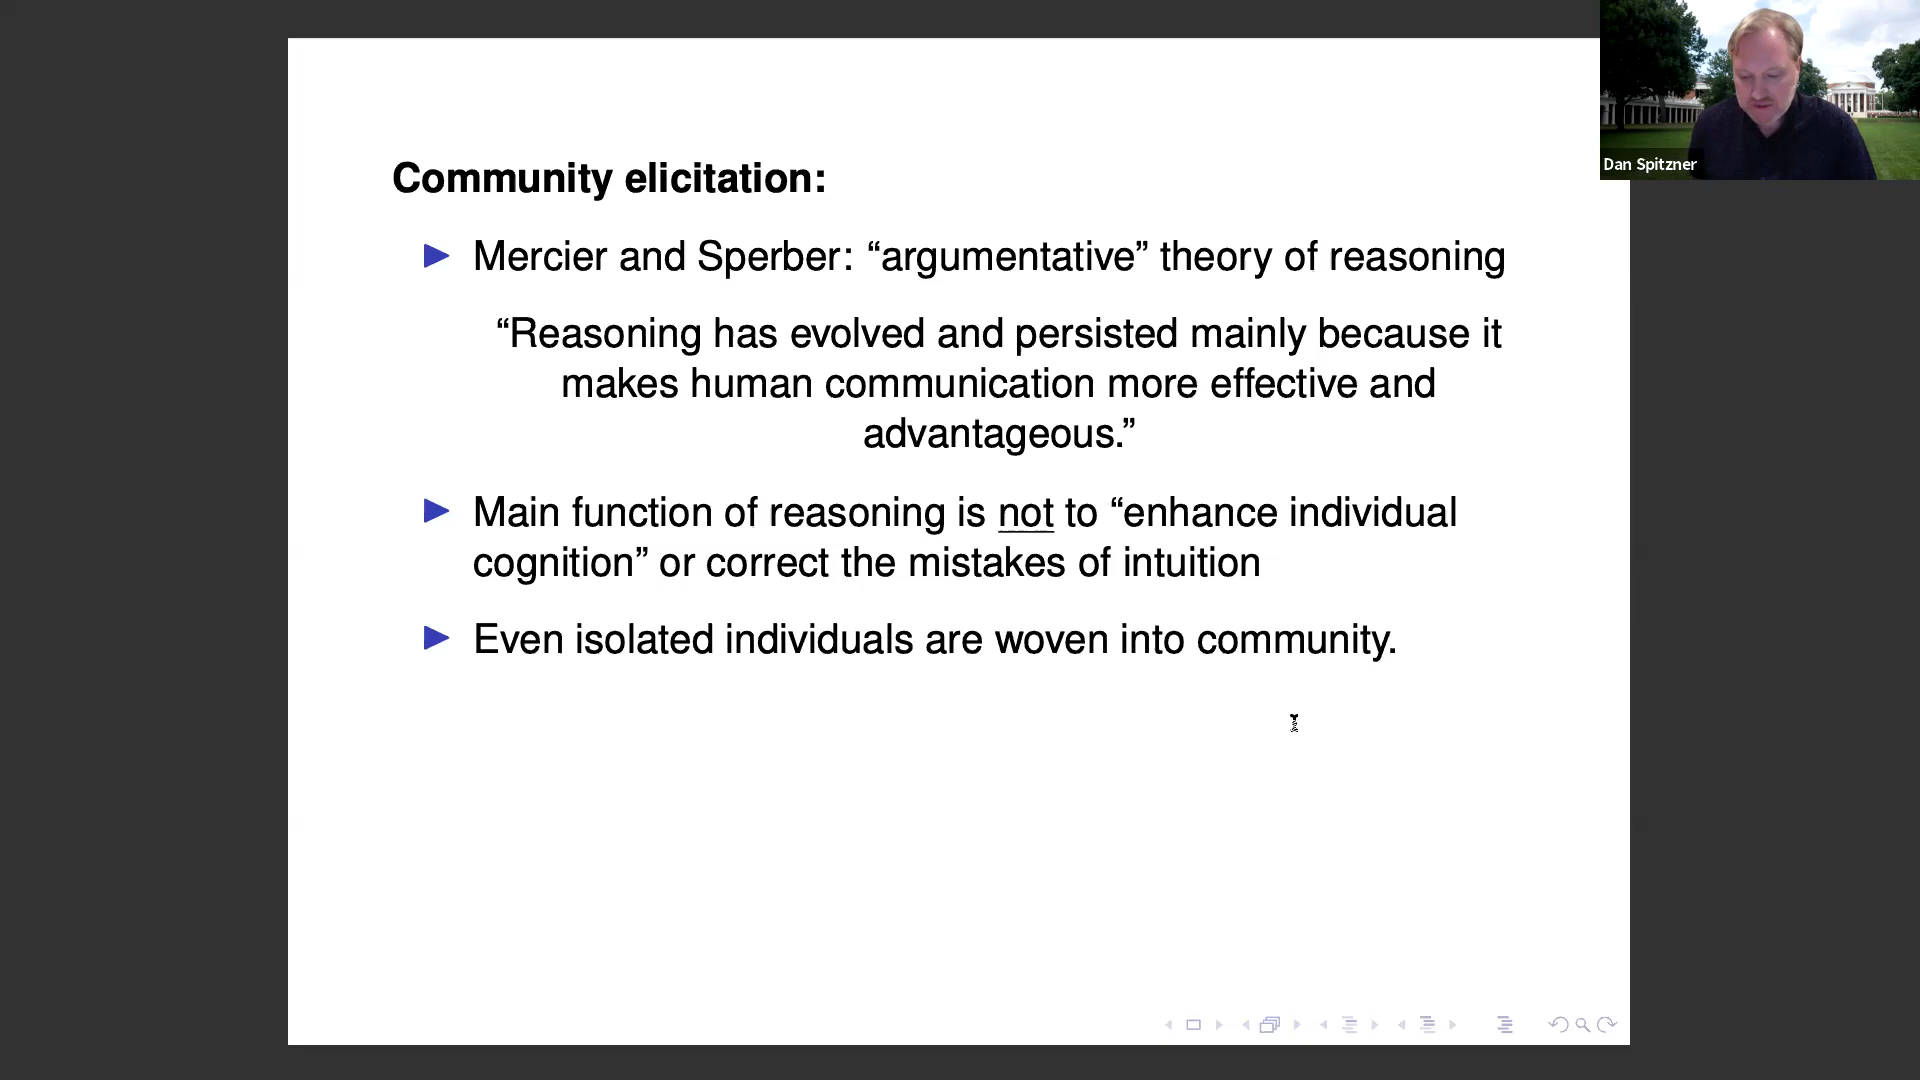 Community elicitation:
▶ Mercier and Sperber: “argumentative” theory of reasoning
“Reasoning has evolved and persisted mainly because it
makes human communication more effective and
advantageous.”
▶ Main function of reasoning is not to “enhance individual
cognition” or correct the mistakes of intuition
▶ Even isolated individuals are woven into community.
Dan Spitzner